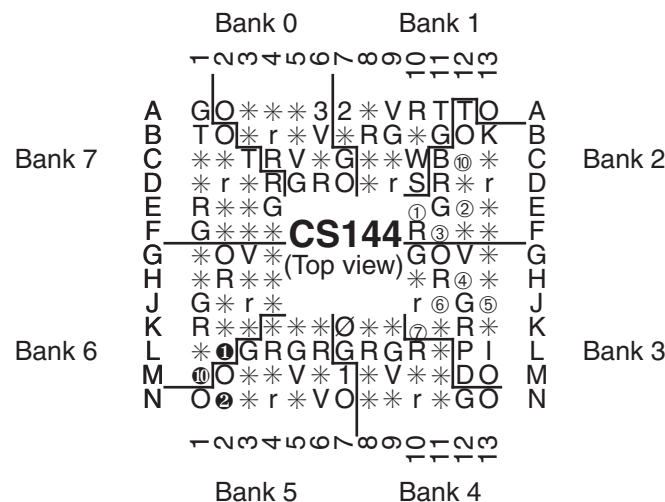 Bank 0 Bank 1
1 2 3 4 5 6 7 8 9 10 11 12 13
A G O ✳ ✳ ✳ 3 2 ✳ V R T T O A
B T O ✳ r ✳ V ✳ R G ✳ G O K B
Bank 7 C ✳ ✳ T R V ✳ G ✳ ✳ W B ⑩ ✳ C Bank 2
D ✳ r ✳ R G R O ✳ r S R ✳ r D
E R ✳ ✳ G ① G ② ✳ E
F G ✳ ✳ ✳ CS144 R ③ ✳ ✳ F
G ✳ O V ✳ (Top view) G O V ✳ G
H ✳ R ✳ ✳ ✳ R ④ ✳ H
J G ✳ r ✳ r ⑥ G ⑤ J
K R ✳ ✳ ✳ ✳ ✳ ✳ Ø ✳ ✳ ⑦ ✳ R ✳ K
Bank 6 L ✳ ❶ G R G R G R G R ✳ P I L Bank 3
M ❿ O ✳ ✳ V ✳ 1 ✳ V ✳ ✳ D O M
N O ❷ ✳ r ✳ V O ✳ ✳ r ✳ G O N
1 2 3 4 5 6 7 8 9 10 11 12 13
Bank 5 Bank 4